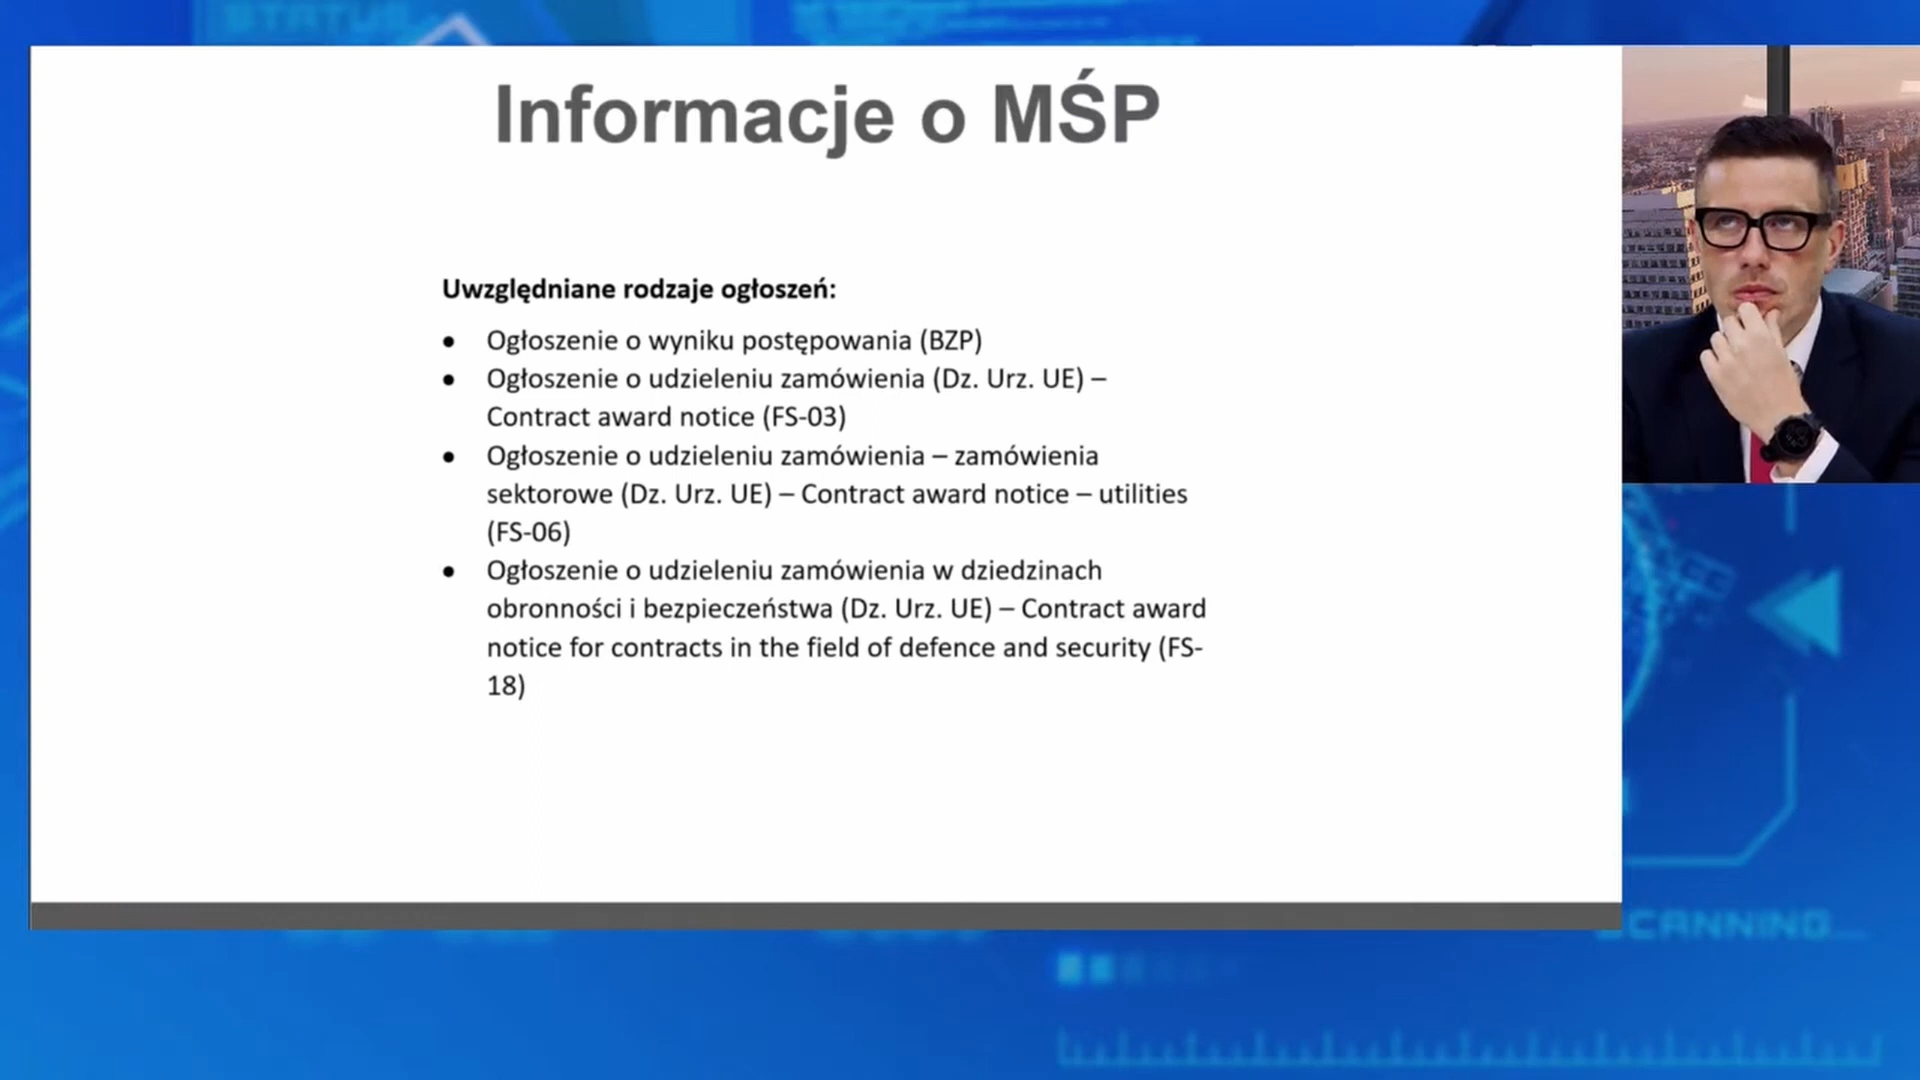 STATUS
Informacje o MŚP
Uwzględniane rodzaje ogłoszeń:
• Ogłoszenie o wyniku postępowania (BZP)
• Ogłoszenie o udzieleniu zamówienia (Dz. Urz. UE) –
Contract award notice (FS-03)
• Ogłoszenie o udzieleniu zamówienia – zamówienia
sektorowe (Dz. Urz. UE) – Contract award notice – utilities
(FS-06)
• Ogłoszenie o udzieleniu zamówienia w dziedzinach
obronności i bezpieczeństwa (Dz. Urz. UE) – Contract award
notice for contracts in the field of defence and security (FS-
18)
SCANNING